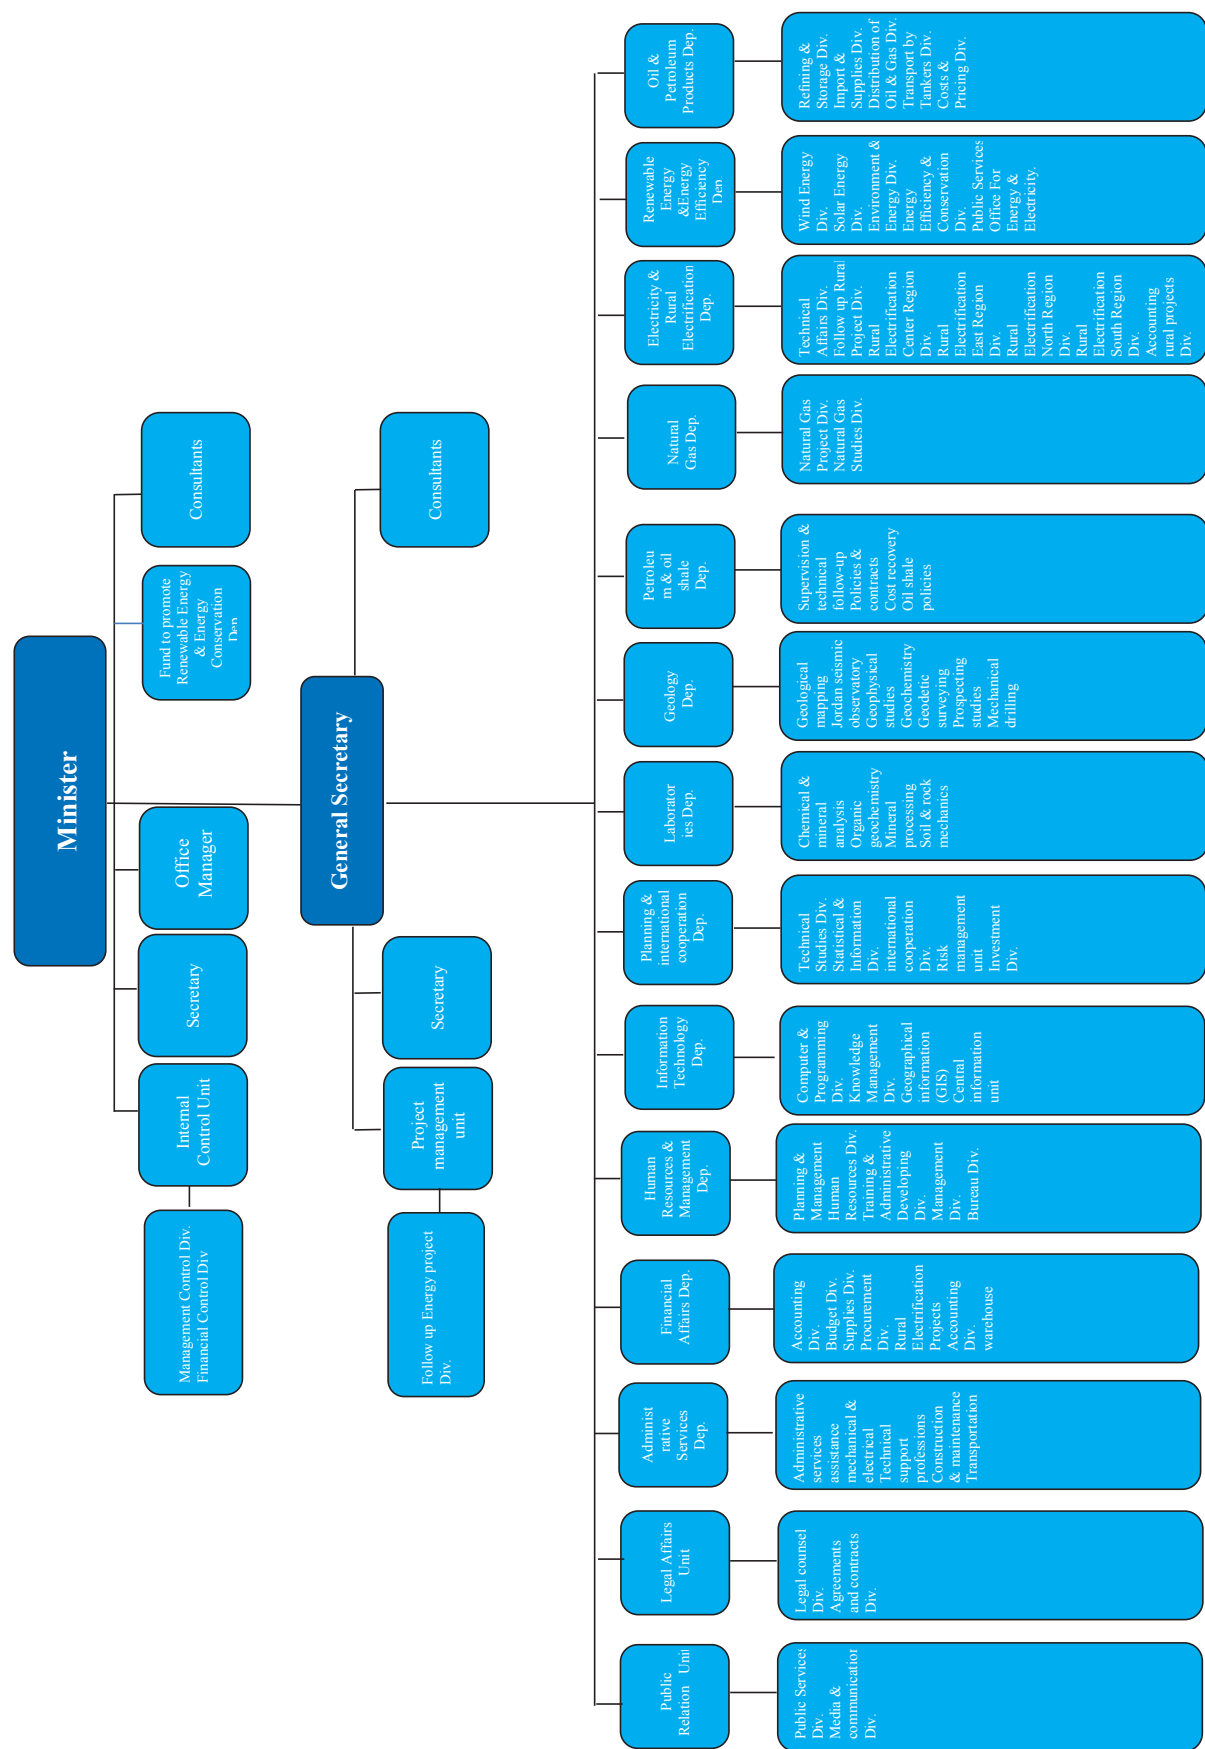 Minister
Internal
Control Unit
Secretary
Office
Manager
Fund to promote
Renewable Energy
& Energy
Conservation
Dep
Consultants
Management Control Div.
Financial Control Div
General Secretary
Project
management
unit
Secretary
Consultants
Follow up Energy project
Div.
Public
Relation Unit
Legal Affairs
Unit
Administ
rative
Services
Dep.
Financial
Affairs Dep.
Human
Resources &
Management
Dep.
Information
Technology
Dep.
Planning &
international
cooperation
Dep.
Laborator
ies Dep.
Geology
Dep.
Petroleu
m & oil
shale
Dep.
Natural
Gas Dep.
Electricity &
Rural
Electrification
Dep.
Renewable
Energy
&Energy
Efficiency
Dep
Oil &
Petroleum
Products Dep.
Public Services
Div.
Media &
communication
Div.
Legal counsel
Div.
Agreements
and contracts
Div.
Administrative
services
assistance
mechanical &
electrical
Technical
support
professions
Construction
& maintenance
Transportation
Accounting
Div.
Budget Div.
Supplies Div.
Procurement
Div.
Rural
Electrification
Projects
Accounting
Div.
warehouse
Planning &
Management
Human
Resources Div.
Training &
Administrative
Developing
Div.
Management
Div.
Bureau Div.
Computer &
Programming
Div.
Knowledge
Management
Div.
Geographical
information
(GIS)
Central
information
unit
Technical
Studies Div.
Statistical &
Information
Div.
international
cooperation
Div.
Risk
management
unit
Investment
Div.
Chemical &
mineral
analysis
Organic
geochemistry
Mineral
processing
Soil & rock
mechanics
Geological
mapping
Jordan seismic
observatory
Geophysical
studies
Geochemistry
Geodetic
surveying
Prospecting
studies
Mechanical
drilling
Supervision &
technical
follow-up
Policies &
contracts
Cost recovery
Oil shale
policies
Natural Gas
Project Div.
Natural Gas
Studies Div.
Technical
Affairs Div.
Follow up Rural
Project Div.
Rural
Electrification
Center Region
Div.
Rural
Electrification
East Region
Div.
Rural
Electrification
North Region
Div.
Rural
Electrification
South Region
Div.
Accounting
rural projects
Div.
Wind Energy
Div.
Solar Energy
Div.
Environment &
Energy Div.
Energy
Efficiency &
Conservation
Div.
Public Services
Office For
Energy &
Electricity.
Refining &
Storage Div.
Import &
Supplies Div.
Distribution of
Oil & Gas Div.
Transport by
Tankers Div.
Costs &
Pricing Div.